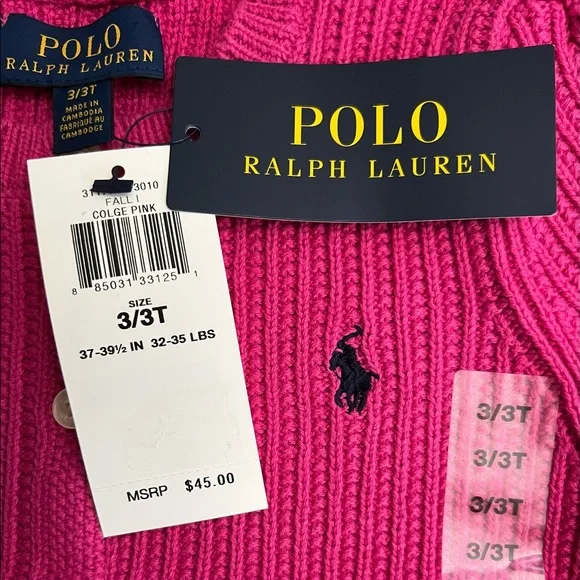 POLO
RALPH LAUREN
3/3T
MADE IN
CAMBODIA
FABRIQUÉ AU
CAMBODGE
POLO
RALPH LAUREN
3010
FALL I
COLGE PINK
8 85031 33125 1
SIZE
3/3T
37-39½ IN 32-35 LBS
MSRP $45.00
3/3T
3/3T
3/3T
3/3T